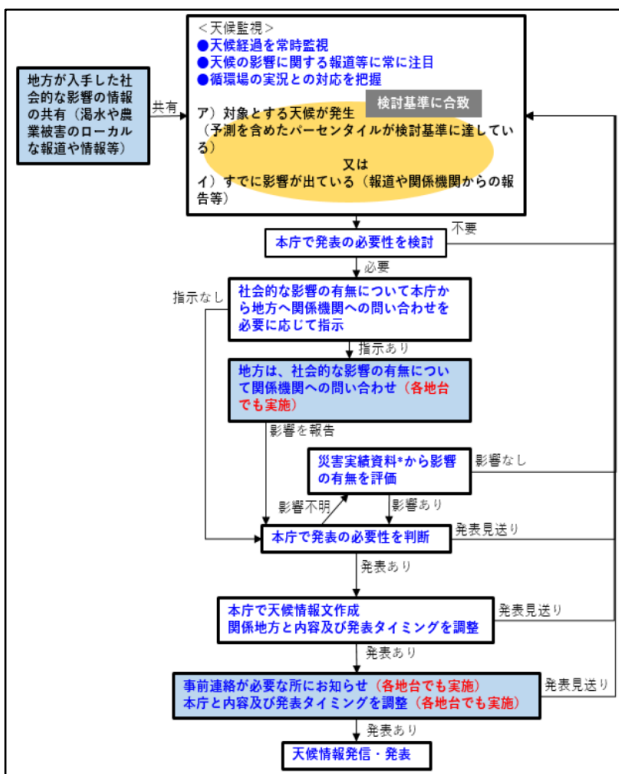 ＜天候監視＞
●天候経過を常時監視
●天候の影響に関する報道等に常に注目
●循環場の実況との対応を把握
検討基準に合致
ア）対象とする天候が発生
（予測を含めたパーセンタイルが検討基準に達してい
る）
又は
イ）すでに影響が出ている（報道や関係機関からの報
告等）
地方が入手した社
会的な影響の情報
の共有（渇水や農
業被害のローカル
な報道や情報等）
共有
本庁で発表の必要性を検討
不要
必要
社会的な影響の有無について本庁
から地方へ関係機関への問い合わせを
必要に応じて指示
指示なし
指示あり
地方は、社会的な影響の有無につい
て関係機関への問い合わせ（各地台
でも実施）
影響を報告
災害実績資料*から影響
の有無を評価
影響なし
影響不明
影響あり
本庁で発表の必要性を判断
発表見送り
発表あり
本庁で天候情報文作成
関係地方と内容及び発表タイミングを調整
発表見送り
発表あり
事前連絡が必要な所にお知らせ（各地台でも実施）
本庁と内容及び発表タイミングを調整（各地台でも実施）
発表見送り
発表あり
天候情報発信・発表